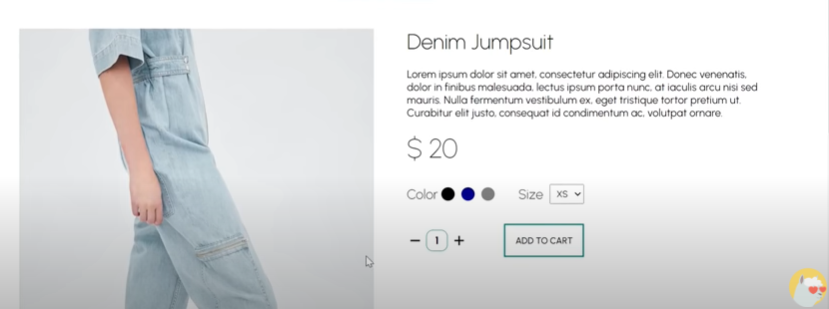 Denim Jumpsuit
Lorem ipsum dolor sit amet, consectetur adipiscing elit. Donec venenatis,
dolor in finibus malesuada, lectus ipsum porta nunc, at iaculis arcu nisi sed
mauris. Nulla fermentum vestibulum ex, eget tristique tortor pretium ut.
Curabitur elit justo, consequat id condimentum ac, volutpat ornare.
$ 20
Color Size XS
− 1 + ADD TO CART